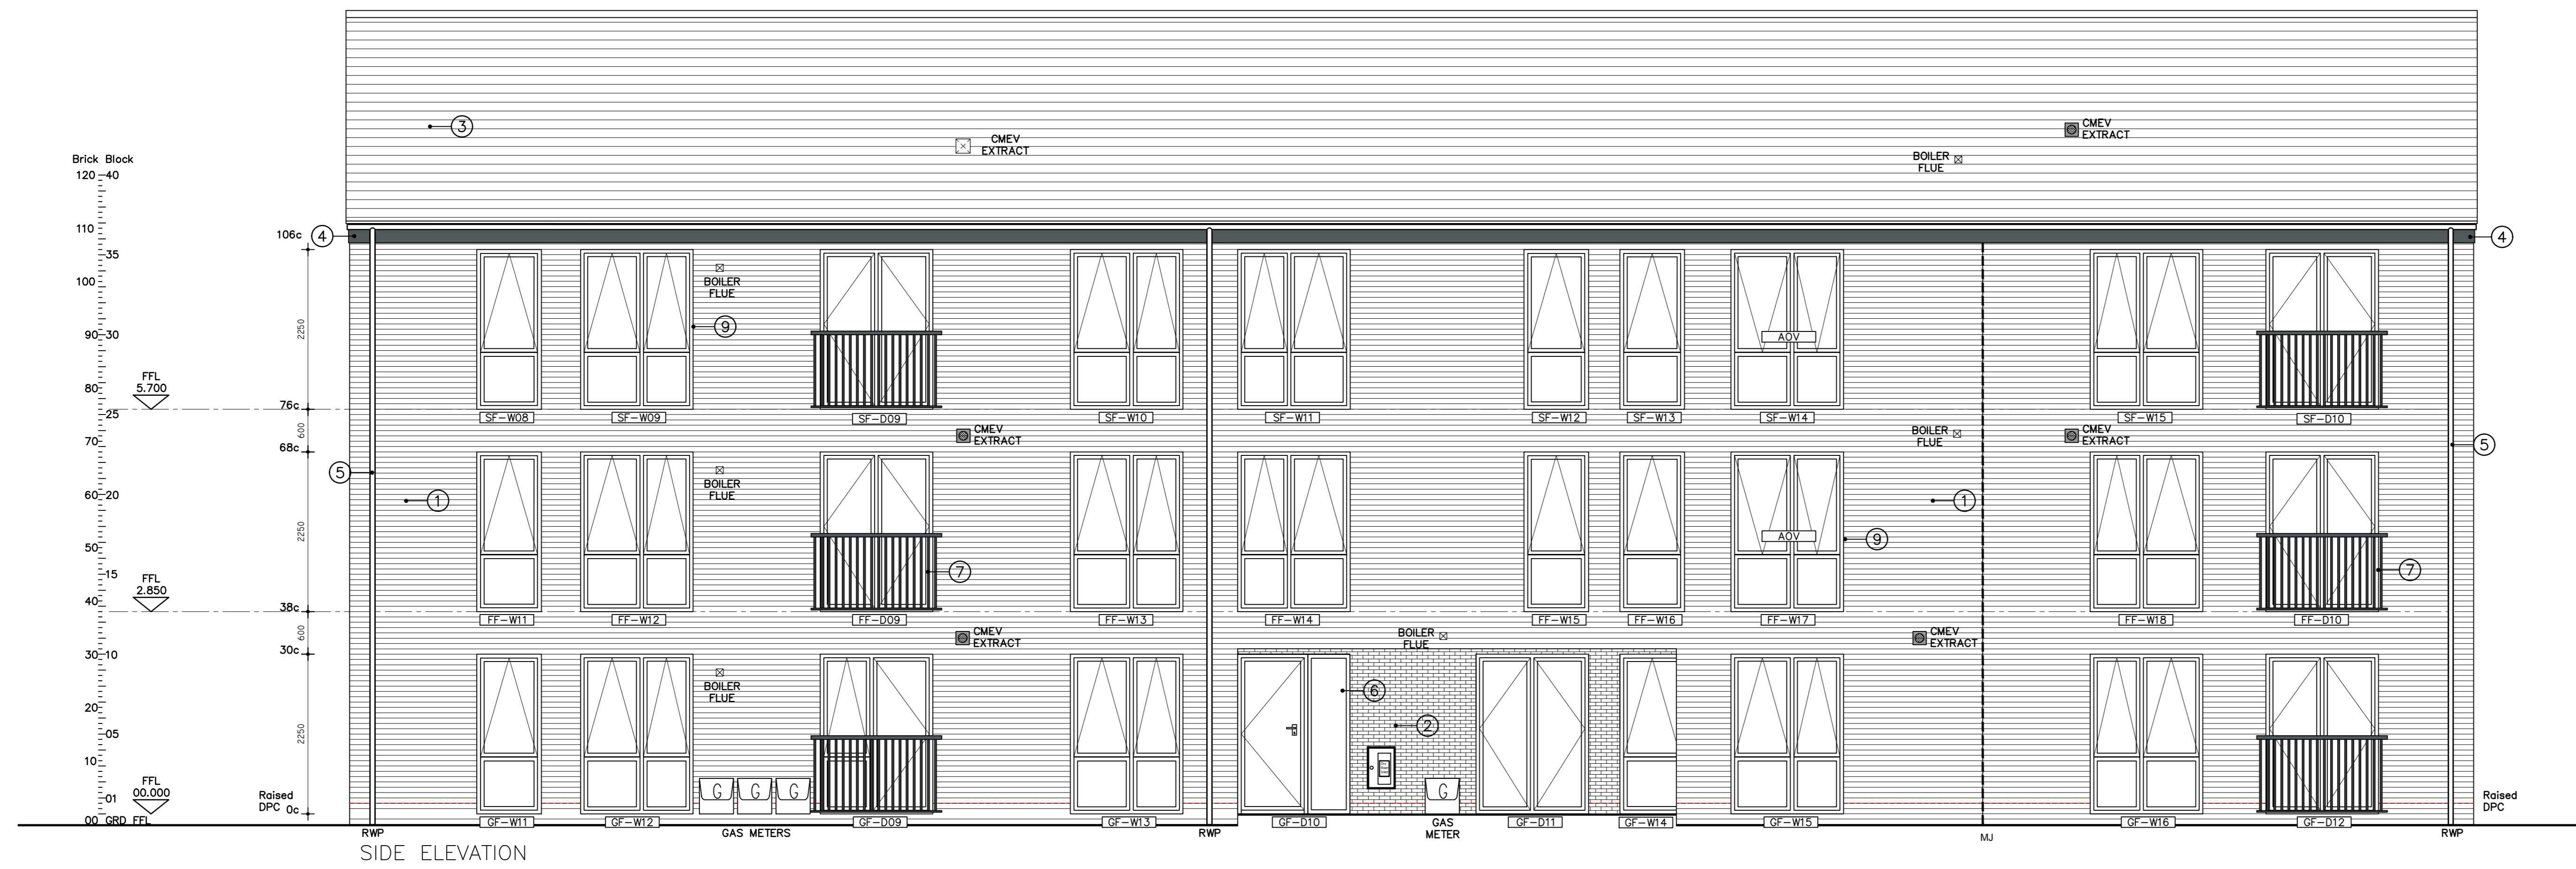 3
CMEV
EXTRACT
CMEV
EXTRACT
BOILER
FLUE
Brick Block
120 40
110
106c 4
4
35
100
BOILER
FLUE
9
2250
90 30
AOV
FFL
5.700
80
76c
25
SF-W08 SF-W09 SF-D09 SF-W10 SF-W11 SF-W12 SF-W13 SF-W14 SF-W15 SF-D10
600
70
68c
CMEV
EXTRACT
BOILER
FLUE
CMEV
EXTRACT
5
5
BOILER
FLUE
60 20
1
1
2250
50
AOV
9
15
7
7
FFL
2.850
40
38c
FF-W11 FF-W12 FF-D09 FF-W13 FF-W14 FF-W15 FF-W16 FF-W17 FF-W18 FF-D10
600
CMEV
EXTRACT
BOILER
FLUE
CMEV
EXTRACT
30 10
30c
BOILER
FLUE
6
20
2
05
2250
10
FFL
00.000
G G G
G
01
Raised
DPC 0c
Raised
DPC
00 GRD FFL
GF-W11 GF-W12 GF-D09 GF-W13 GF-D10 GF-D11 GF-W14 GF-W15 GF-W16 GF-D12
RWP
GAS METERS
RWP
GAS
METER
MJ
RWP
SIDE ELEVATION